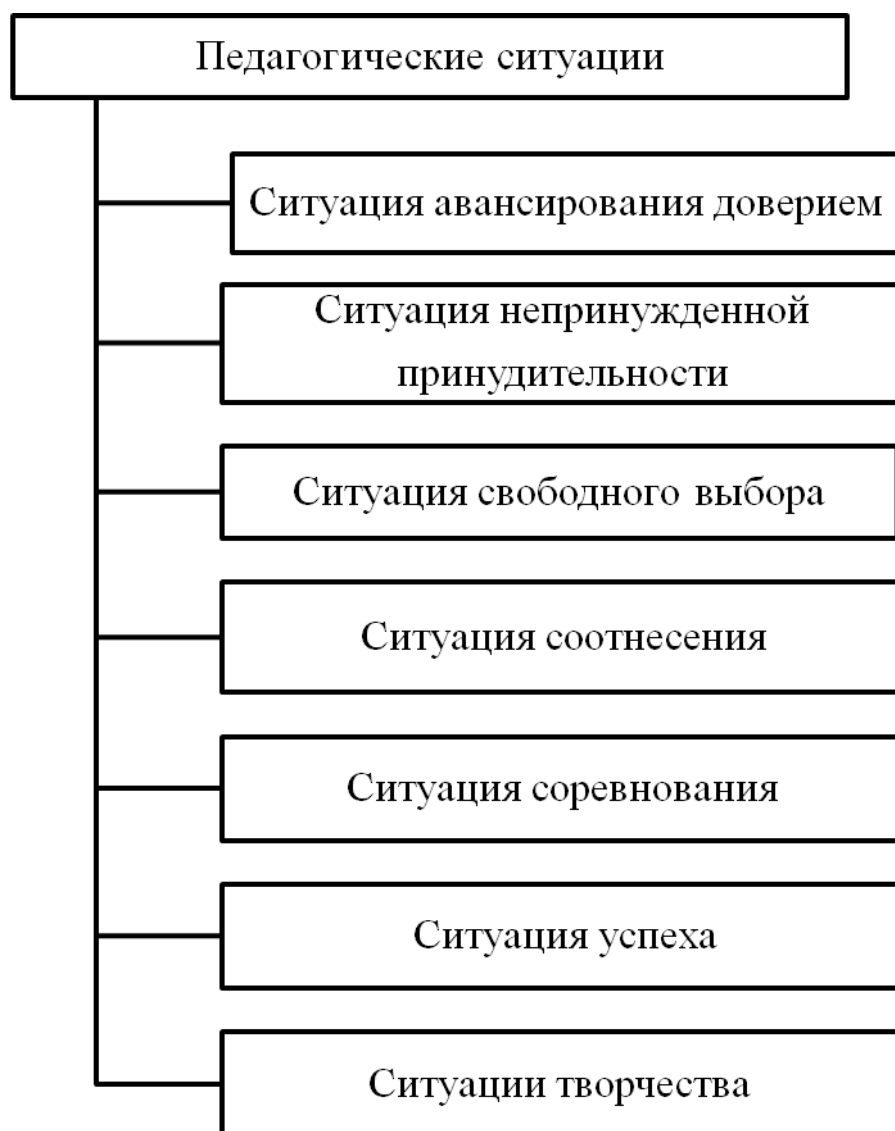 Педагогические ситуации
Ситуация авансирования доверием
Ситуация непринужденной
принудительности
Ситуация свободного выбора
Ситуация соотнесения
Ситуация соревнования
Ситуация успеха
Ситуации творчества